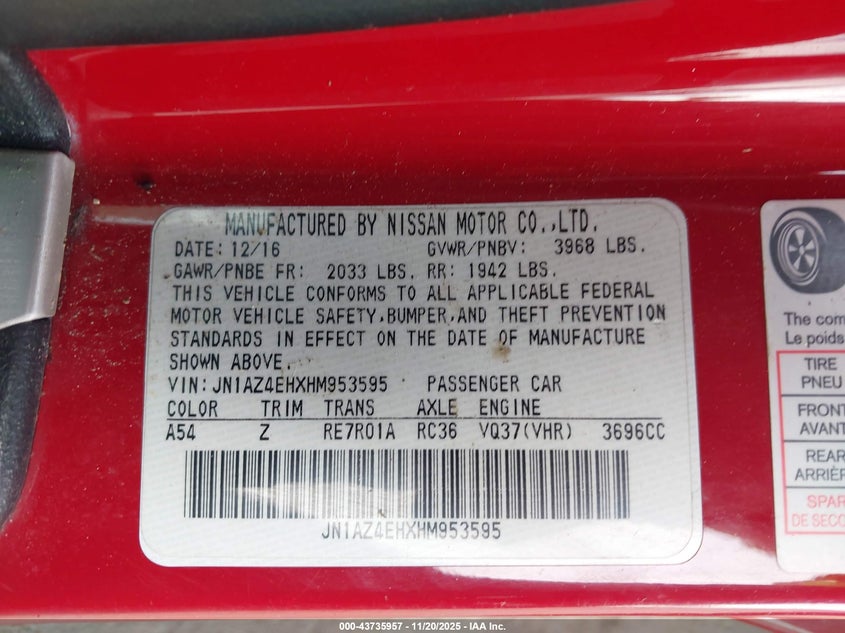 MANUFACTURED BY NISSAN MOTOR CO.,LTD.
DATE: 12/16 GVWR/PNBV: 3968 LBS.
GAWR/PNBE FR: 2033 LBS. RR: 1942 LBS.
THIS VEHICLE CONFORMS TO ALL APPLICABLE FEDERAL
MOTOR VEHICLE SAFETY,BUMPER,AND THEFT PREVENTION
STANDARDS IN EFFECT ON THE DATE OF MANUFACTURE
SHOWN ABOVE.
VIN:JN1AZ4EHXHM953595 PASSENGER CAR
COLOR TRIM TRANS AXLE ENGINE
A54 Z RE7R01A RC36 VQ37(VHR) 3696CC
JN1AZ4EHXHM953595
The com
Le poids
TIRE
PNEU
FRONT
AVANT
REAR
ARRIÈR
SPAR
DE SECO
000-43735957 - 11/20/2025 - IAA Inc.